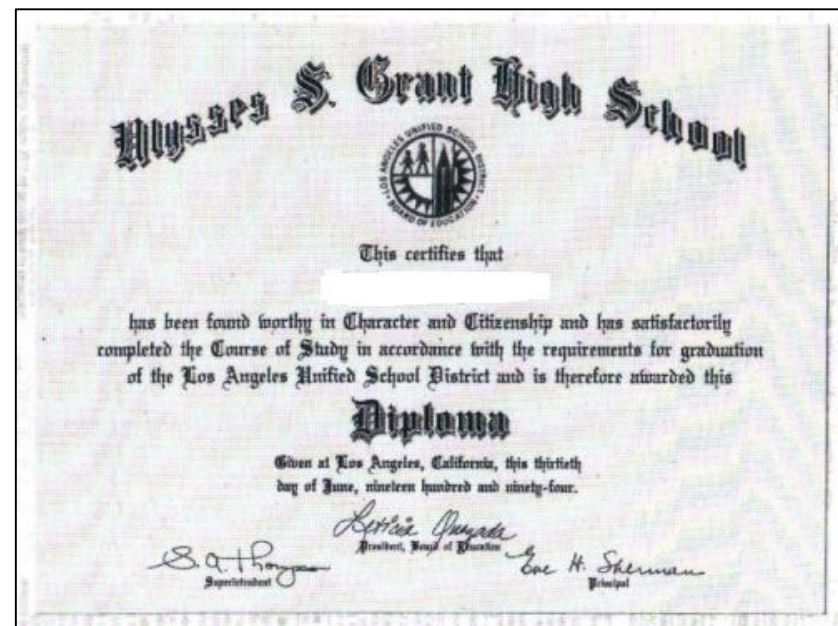 Ulysses S. Grant High School
LOS ANGELES UNIFIED SCHOOL DISTRICT
BOARD OF EDUCATION
This certifies that
has been found worthy in Character and Citizenship and has satisfactorily
completed the Course of Study in accordance with the requirements for graduation
of the Los Angeles Unified School District and is therefore awarded this
Diploma
Given at Los Angeles, California, this thirtieth
day of June, nineteen hundred and ninety-four.
Leticia Quezada
President, Board of Education
S. A. Thompson
Superintendent
Eve H. Sherman
Principal